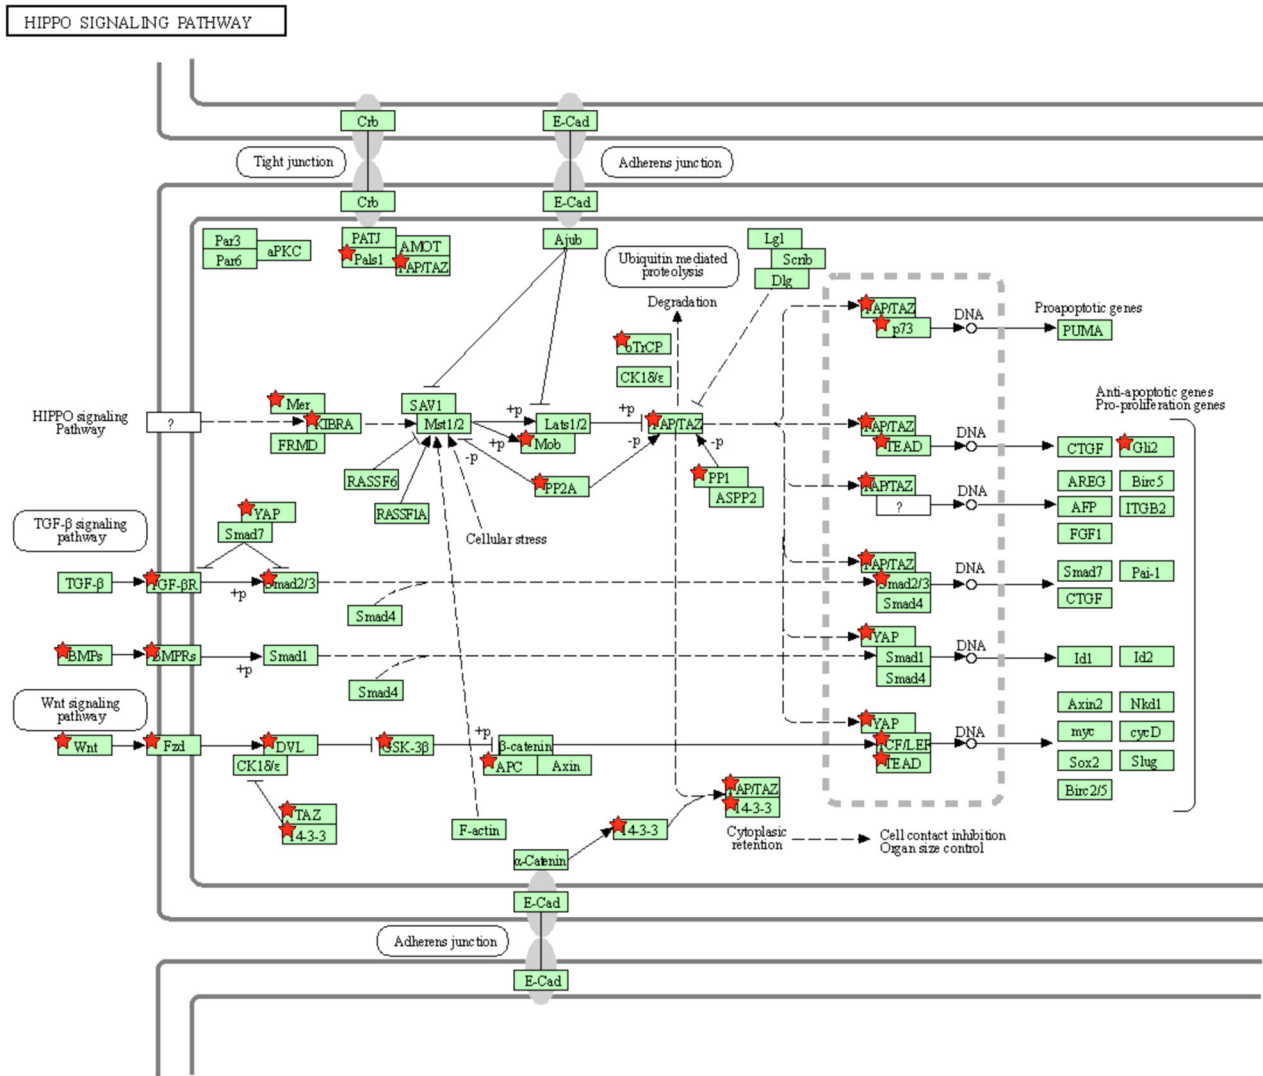 HIPPO SIGNALING PATHWAY
Crb
E-Cad
Tight junction
Adherens junction
Crb
E-Cad
Par3
Par6
aPKC
PATJ
Pals1
AMOT
AP/TAZ
Ajub
Ubiquitin mediated
proteolysis
Degradation
Lgl
Scrib
Dlg
AP/TAZ
p73
DNA
Proapoptotic genes
PUMA
bTrCP
CK1δ/ε
Anti-apoptotic genes
Pro-proliferation genes
HIPPO signaling
Pathway
?
Mer
KIBRA
FRMD
SAV1
Mst1/2
+p
+p
-p
Lats1/2
Mob
+p
-p
AP/TAZ
-p
AP/TAZ
TEAD
DNA
CTGF
Gli2
RASSF6
RASSF1A
PP2A
PP1
ASPP2
AP/TAZ
?
DNA
AREG
Birc5
AFP
ITGB2
FGF1
Cellular stress
TGF-β signaling
pathway
YAP
Smad7
TGF-β
TGF-βR
+p
Smad2/3
Smad4
AP/TAZ
Smad2/3
Smad4
DNA
Smad7
Pai-1
CTGF
BMPs
BMPRs
+p
Smad1
Smad4
YAP
Smad1
Smad4
DNA
Id1
Id2
Wnt signaling
pathway
Wnt
Fzd
DVL
CK1δ/ε
GSK-3β
+p
β-catenin
APC
Axin
YAP
TCF/LEF
TEAD
DNA
Axin2
Nkd1
myc
cycD
Sox2
Slug
Birc2/5
TAZ
14-3-3
F-actin
14-3-3
AP/TAZ
14-3-3
Cytoplasic
retention
Cell contact inhibition
Organ size control
α-Catenin
E-Cad
Adherens junction
E-Cad